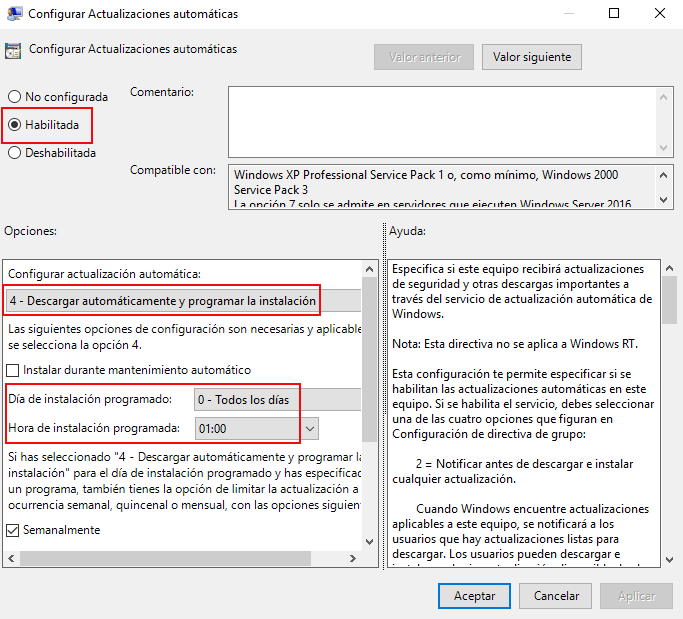 Configurar Actualizaciones automáticas
Configurar Actualizaciones automáticas
Valor anterior
Valor siguiente
No configurada
Habilitada
Deshabilitada
Comentario:
Compatible con:
Windows XP Professional Service Pack 1 o, como mínimo, Windows 2000
Service Pack 3
La opción 7 solo se admite en servidores que ejecuten Windows Server 2016
Opciones:
Configurar actualización automática:
4 - Descargar automáticamente y programar la instalación
Las siguientes opciones de configuración son necesarias y aplicable
se selecciona la opción 4.
Instalar durante mantenimiento automático
Día de instalación programado:
0 - Todos los días
Hora de instalación programada:
01:00
Si has seleccionado "4 - Descargar automáticamente y programar la
instalación" para el día de instalación programado y has especificad
un programa, también tienes la opción de limitar la actualización a
ocurrencia semanal, quincenal o mensual, con las opciones siguien
Semanalmente
Ayuda:
Especifica si este equipo recibirá actualizaciones
de seguridad y otras descargas importantes a
través del servicio de actualización automática de
Windows.
Nota: Esta directiva no se aplica a Windows RT.
Esta configuración te permite especificar si se
habilitan las actualizaciones automáticas en este
equipo. Si se habilita el servicio, debes seleccionar
una de las cuatro opciones que figuran en
Configuración de directiva de grupo:
2 = Notificar antes de descargar e instalar
cualquier actualización.
Cuando Windows encuentre actualizaciones
aplicables a este equipo, se notificará a los
usuarios que hay actualizaciones listas para
descargar. Los usuarios pueden descargar e
Aceptar
Cancelar
Aplicar